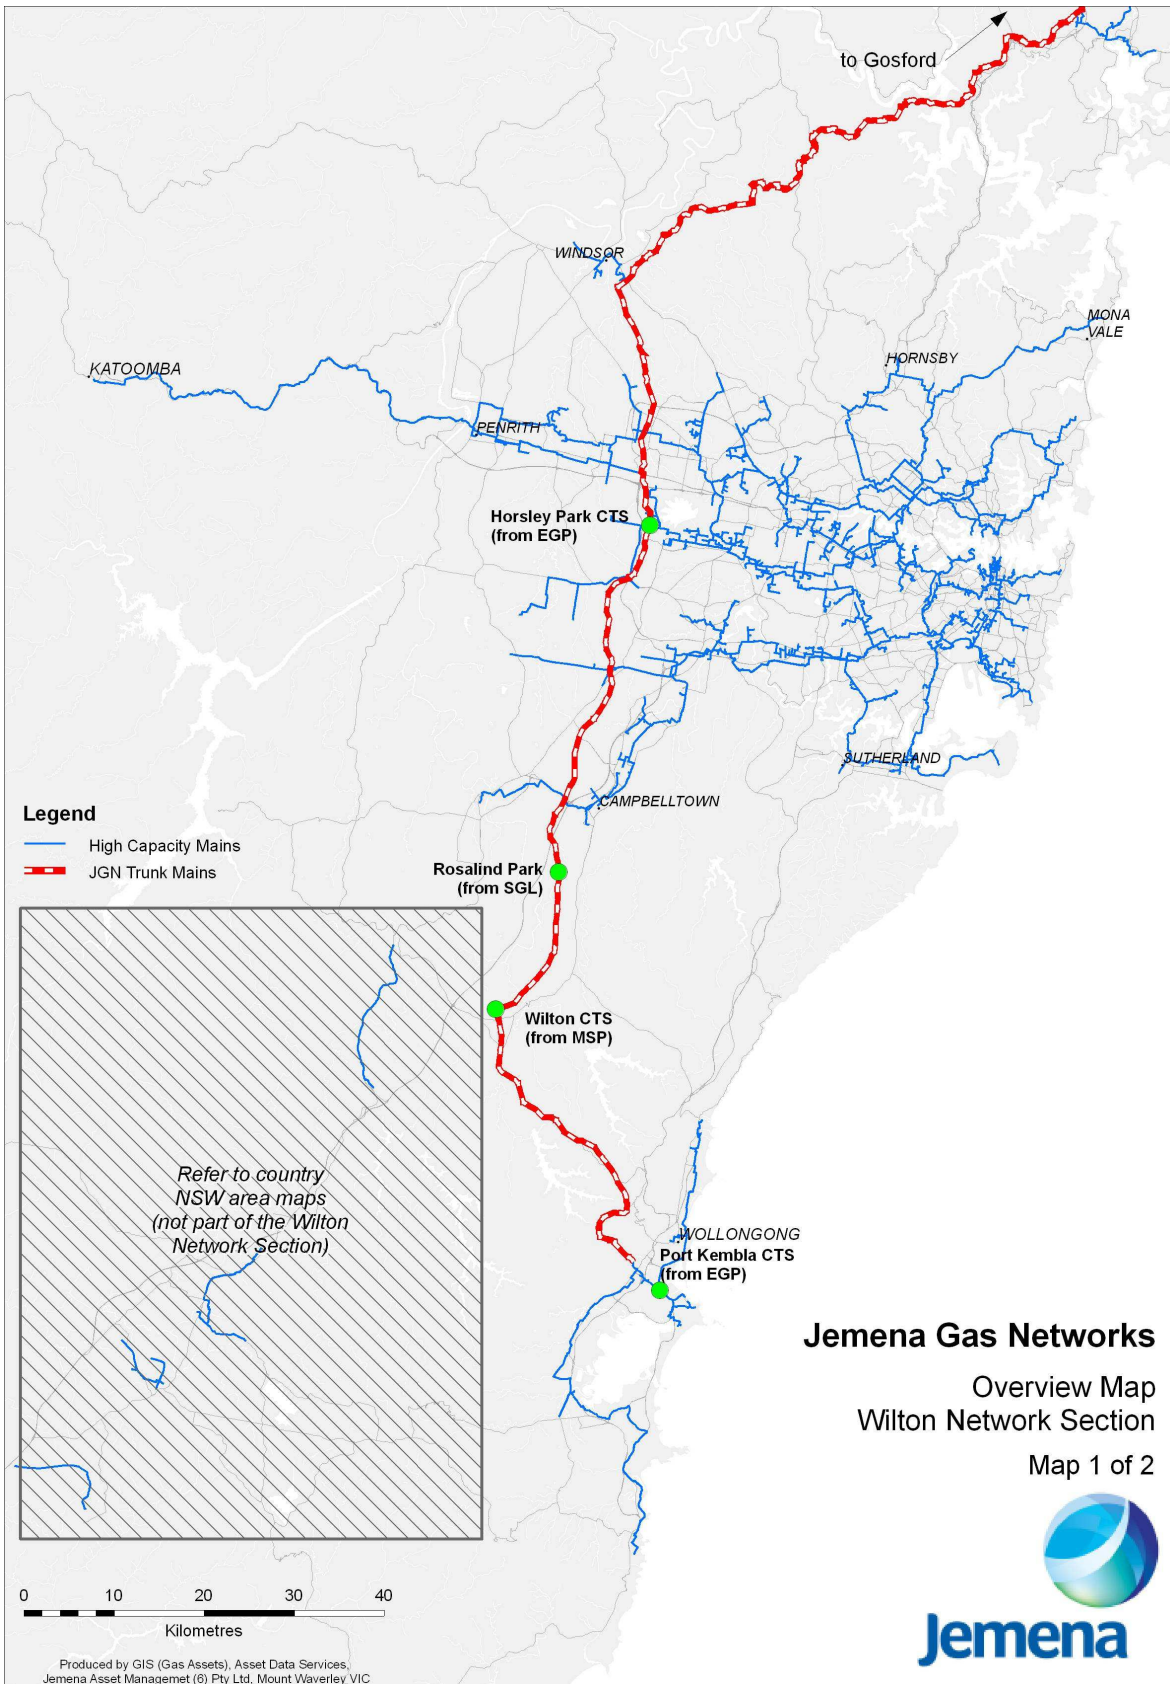 to Gosford
WINDSOR
MONA
VALE
HORNSBY
KATOOMBA
PENRITH
Horsley Park CTS
(from EGP)
SUTHERLAND
CAMPBELLTOWN
Legend
High Capacity Mains
JGN Trunk Mains
Rosalind Park
(from SGL)
Wilton CTS
(from MSP)
Refer to country
NSW area maps
(not part of the Wilton
Network Section)
WOLLONGONG
Port Kembla CTS
(from EGP)
Jemena Gas Networks
Overview Map
Wilton Network Section
Map 1 of 2
0 10 20 30 40
Kilometres
Jemena
Produced by GIS (Gas Assets), Asset Data Services,
Jemena Asset Managemet (6) Pty Ltd, Mount Waverley VIC